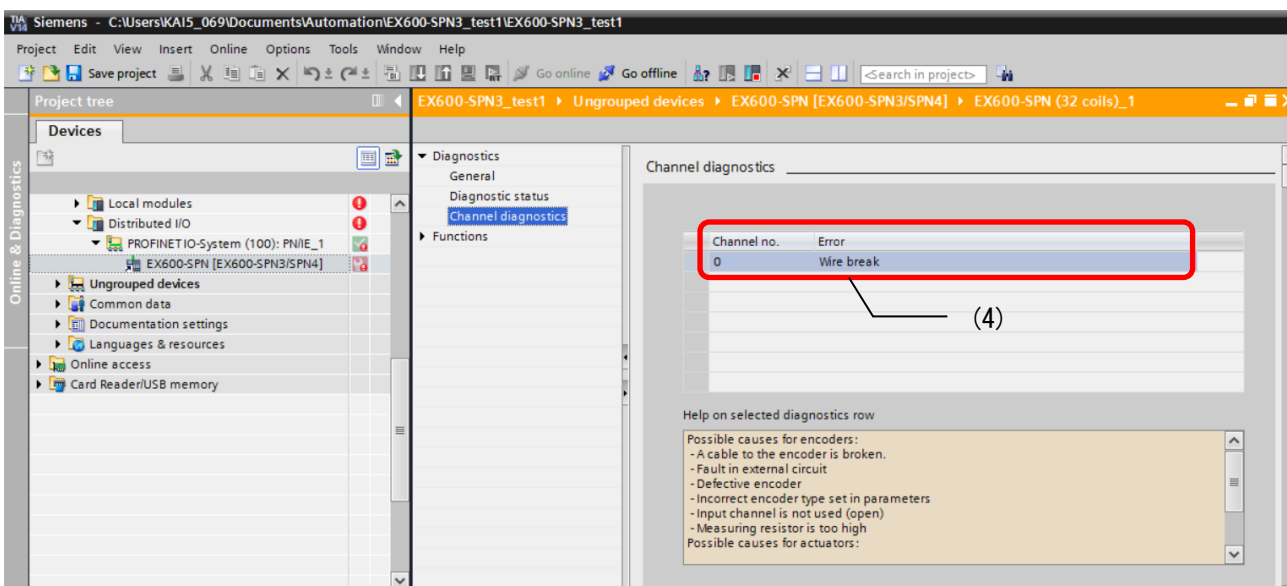 TIA V14 Siemens - C:\Users\KAI5_069\Documents\Automation\EX600-SPN3_test1\EX600-SPN3_test1
Project Edit View Insert Online Options Tools Window Help
Save project Go online Go offline <Search in project>
Project tree
EX600-SPN3_test1 Ungrouped devices EX600-SPN [EX600-SPN3/SPN4] EX600-SPN (32 coils)_1
Online & Diagnostics
Devices
Local modules
Distributed I/O
PROFINET IO-System (100): PN/IE_1
EX600-SPN [EX600-SPN3/SPN4]
Ungrouped devices
Common data
Documentation settings
Languages & resources
Online access
Card Reader/USB memory
Diagnostics
General
Diagnostic status
Channel diagnostics
Functions
Channel diagnostics
Channel no. Error
0 Wire break
(4)
Help on selected diagnostics row
Possible causes for encoders:
- A cable to the encoder is broken.
- Fault in external circuit
- Defective encoder
- Incorrect encoder type set in parameters
- Input channel is not used (open)
- Measuring resistor is too high
Possible causes for actuators: